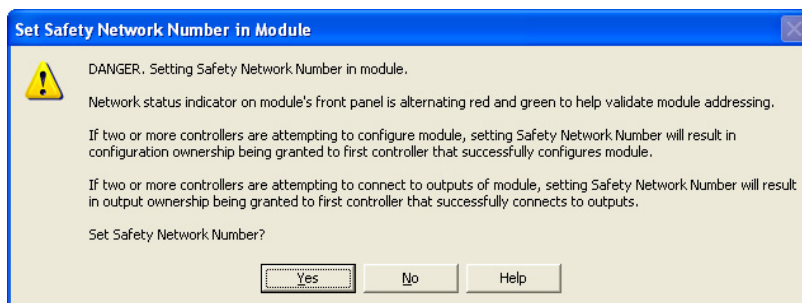 Set Safety Network Number in Module
DANGER. Setting Safety Network Number in module.
Network status indicator on module's front panel is alternating red and green to help validate module addressing.
If two or more controllers are attempting to configure module, setting Safety Network Number will result in
configuration ownership being granted to first controller that successfully configures module.
If two or more controllers are attempting to connect to outputs of module, setting Safety Network Number will result
in output ownership being granted to first controller that successfully connects to outputs.
Set Safety Network Number?
Yes No Help